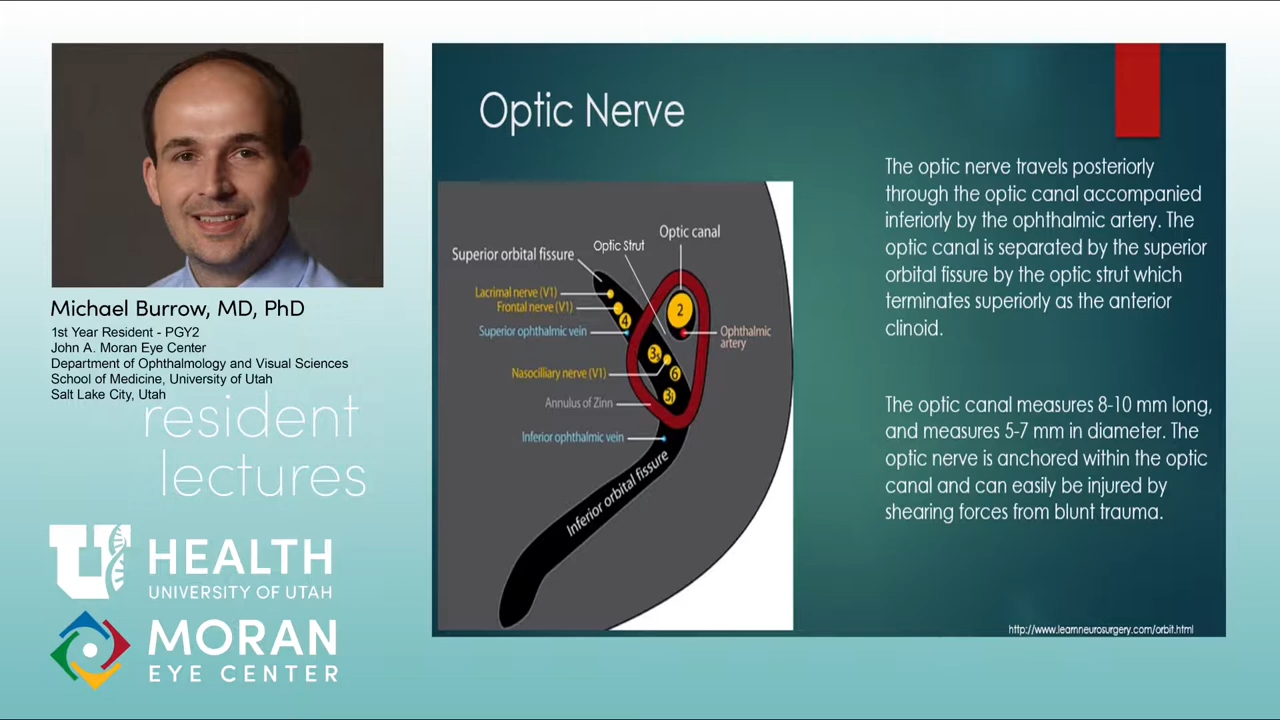 Michael Burrow, MD, PhD
1st Year Resident - PGY2
John A. Moran Eye Center
Department of Ophthalmology and Visual Sciences
School of Medicine, University of Utah
Salt Lake City, Utah
resident
lectures
U
HEALTH
UNIVERSITY OF UTAH
MORAN
EYE CENTER
Optic Nerve
Optic canal
Optic Strut
Superior orbital fissure
Lacrimal nerve (V1)
Frontal nerve (V1)
4
2
Superior ophthalmic vein
Ophthalmic
artery
3s
Nasocilliary nerve (V1)
6
3i
Annulus of Zinn
Inferior ophthalmic vein
Inferior orbital fissure
The optic nerve travels posteriorly
through the optic canal accompanied
inferiorly by the ophthalmic artery. The
optic canal is separated by the superior
orbital fissure by the optic strut which
terminates superiorly as the anterior
clinoid.
The optic canal measures 8-10 mm long,
and measures 5-7 mm in diameter. The
optic nerve is anchored within the optic
canal and can easily be injured by
shearing forces from blunt trauma.
http://www.learnneurosurgery.com/orbit.html